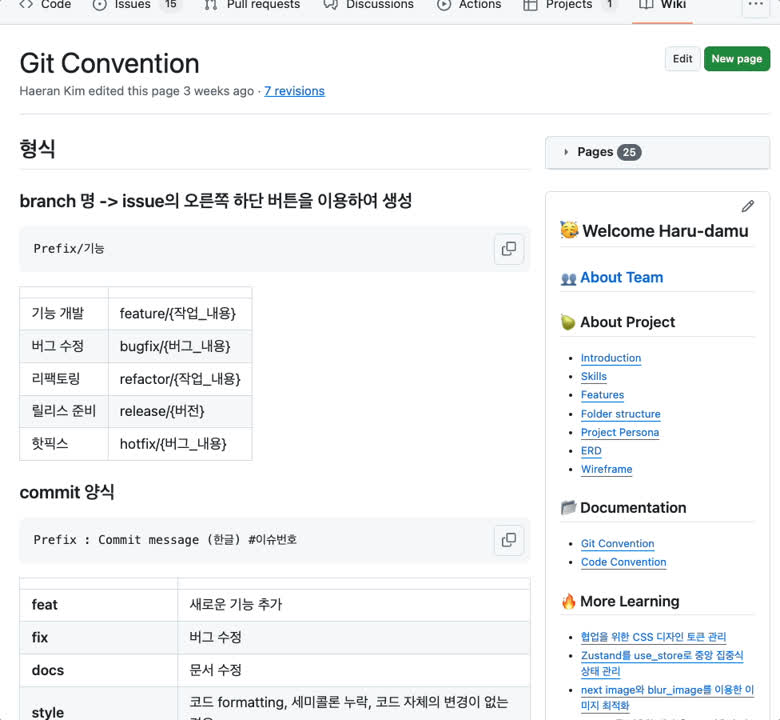 Code
Issues 15
Pull requests
Discussions
Actions
Projects 1
Wiki
Git Convention
Edit
New page
Haeran Kim edited this page 3 weeks ago · 7 revisions
형식
branch 명 -> issue의 오른쪽 하단 버튼을 이용하여 생성
Prefix/기능
기능 개발 feature/{작업_내용}
버그 수정 bugfix/{버그_내용}
리팩토링 refactor/{작업_내용}
릴리스 준비 release/{버전}
핫픽스 hotfix/{버그_내용}
commit 양식
Prefix : Commit message (한글) #이슈번호
feat 새로운 기능 추가
fix 버그 수정
docs 문서 수정
style 코드 formatting, 세미콜론 누락, 코드 자체의 변경이 없는
Pages 25
Welcome Haru-damu
About Team
About Project
Introduction
Skills
Features
Folder structure
Project Persona
ERD
Wireframe
Documentation
Git Convention
Code Convention
More Learning
협업을 위한 CSS 디자인 토큰 관리
Zustand를 use_store로 중앙 집중식
상태 관리
next image와 blur_image를 이용한 이
미지 최적화